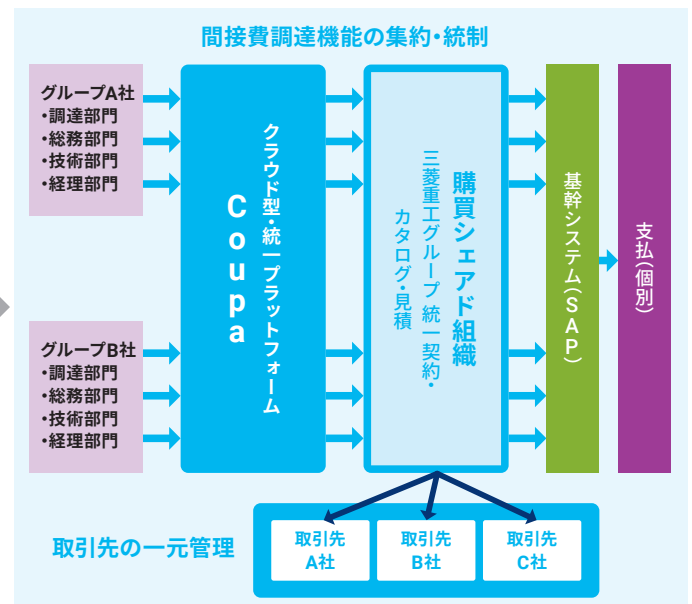 間接費調達機能の集約・統制
グループA社
・調達部門
・総務部門
・技術部門
・経理部門
グループB社
・調達部門
・総務部門
・技術部門
・経理部門
クラウド型・統一プラットフォーム
Coupa
購買シェアド組織
三菱重工グループ 統一契約・
カタログ・見積
基幹システム(SAP)
支払(個別)
取引先の一元管理
取引先
A社
取引先
B社
取引先
C社